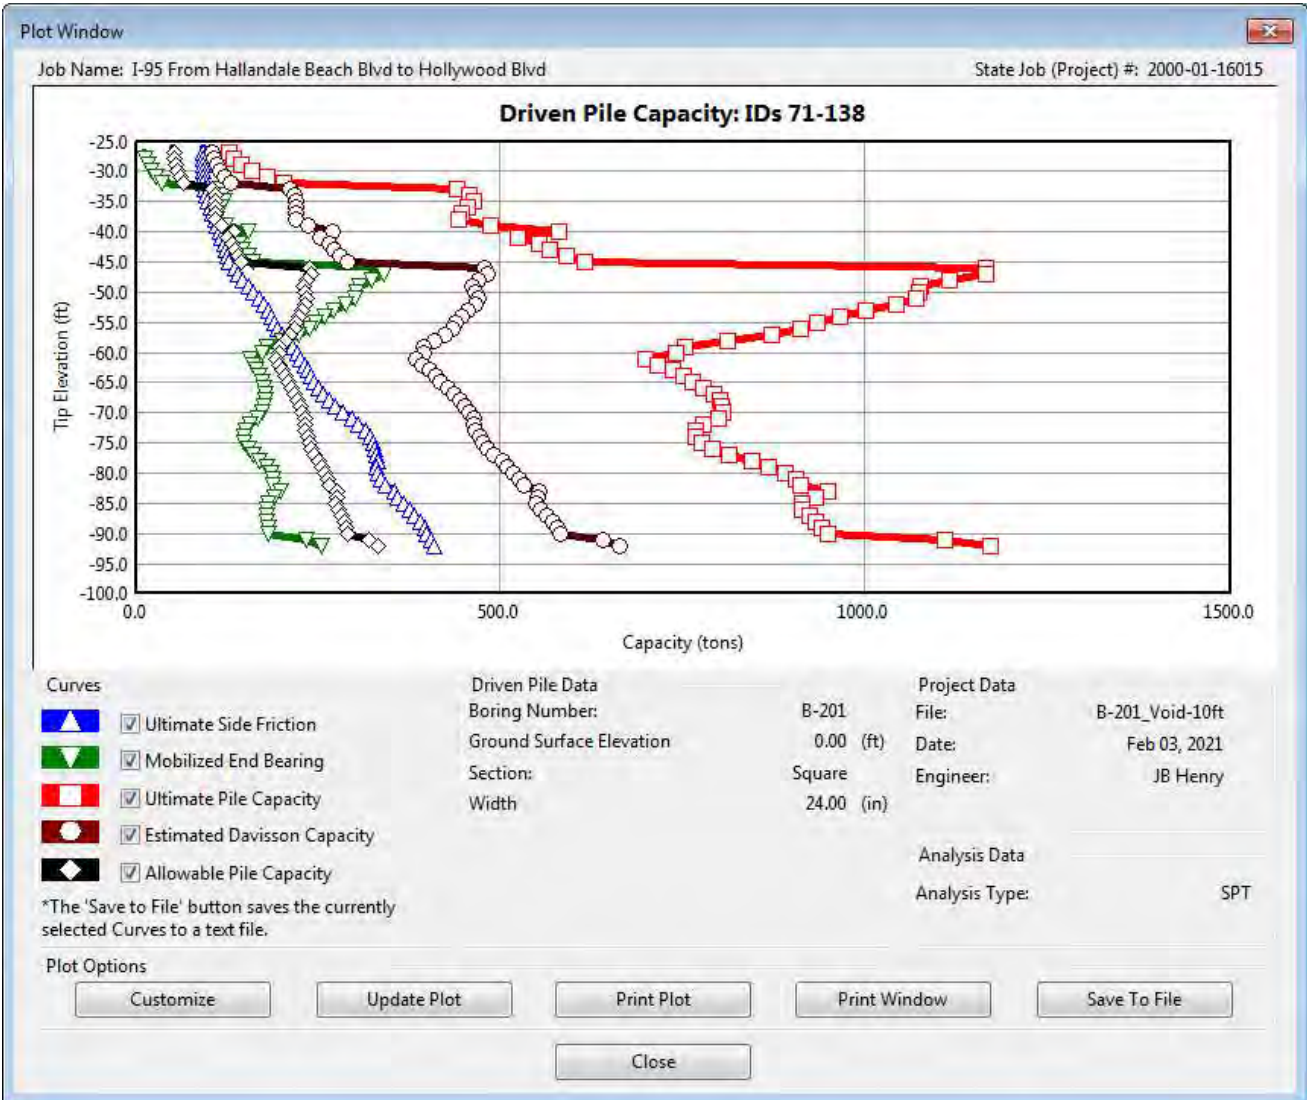 Plot Window
Job Name: I-95 From Hallandale Beach Blvd to Hollywood Blvd
State Job (Project) #: 2000-01-16015
Driven Pile Capacity: IDs 71-138
-25.0
-30.0
-35.0
-40.0
-45.0
-50.0
-55.0
-60.0
-65.0
-70.0
-75.0
-80.0
-85.0
-90.0
-95.0
-100.0
Tip Elevation (ft)
0.0 500.0 1000.0 1500.0
Capacity (tons)
Curves
Ultimate Side Friction
Mobilized End Bearing
Ultimate Pile Capacity
Estimated Davisson Capacity
Allowable Pile Capacity
*The 'Save to File' button saves the currently
selected Curves to a text file.
Driven Pile Data
Boring Number: B-201
Ground Surface Elevation 0.00 (ft)
Section: Square
Width 24.00 (in)
Project Data
File: B-201_Void-10ft
Date: Feb 03, 2021
Engineer: JB Henry
Analysis Data
Analysis Type: SPT
Plot Options
Customize Update Plot Print Plot Print Window Save To File
Close